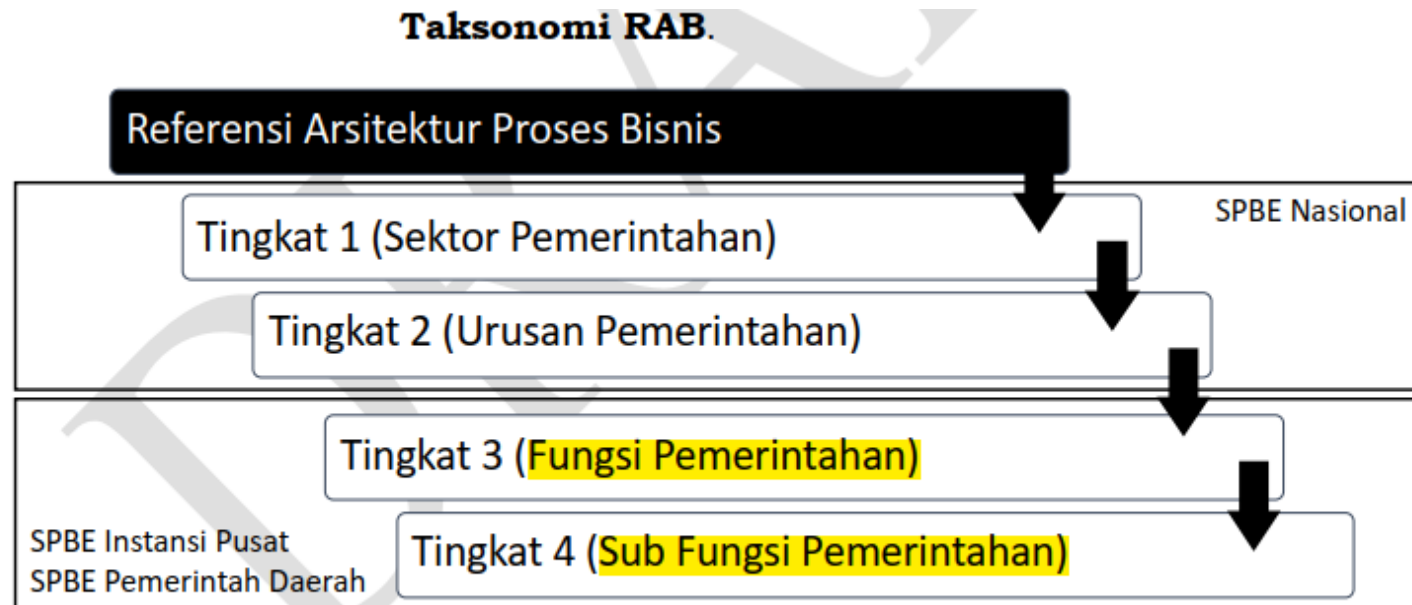 Taksonomi RAB.
Referensi Arsitektur Proses Bisnis
SPBE Nasional
Tingkat 1 (Sektor Pemerintahan)
Tingkat 2 (Urusan Pemerintahan)
Tingkat 3 (Fungsi Pemerintahan)
Tingkat 4 (Sub Fungsi Pemerintahan)
SPBE Instansi Pusat
SPBE Pemerintah Daerah